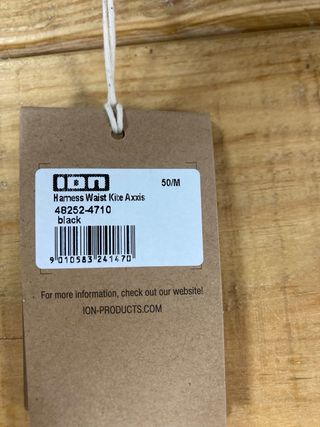 ION
50/M
Harness Waist Kite Axxis
48252-4710
black
9 010583 241470
For more information, check out our website!
ION-PRODUCTS.COM